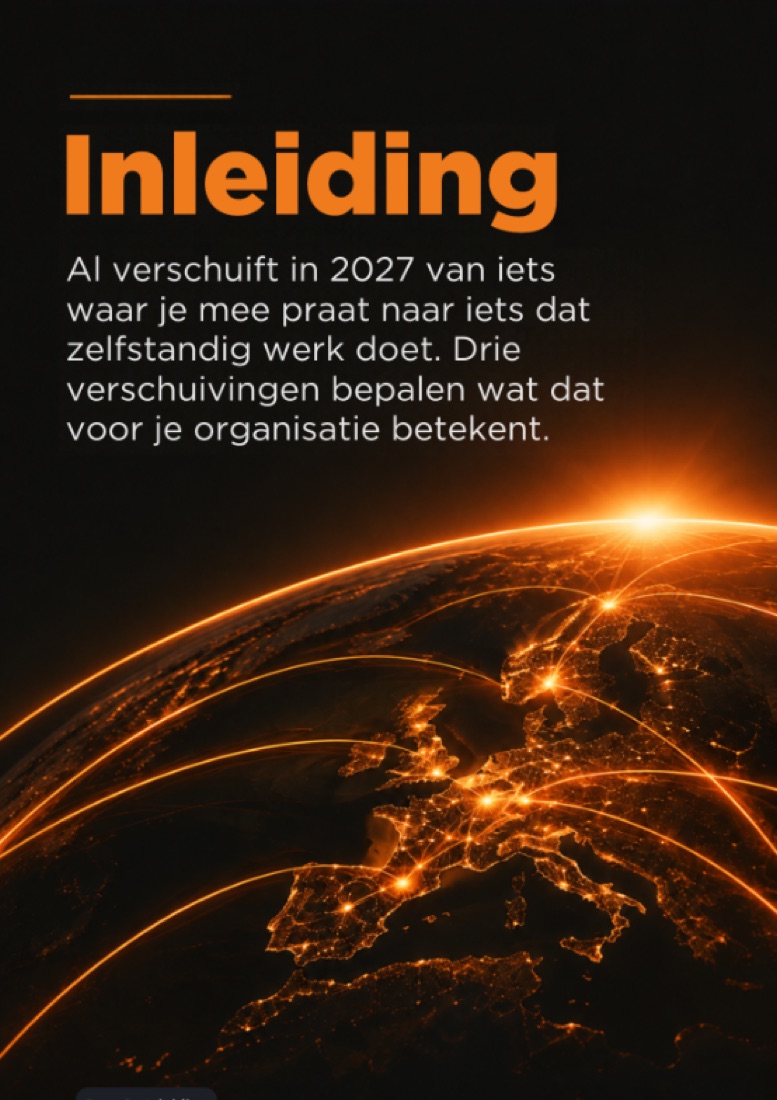 Inleiding
AI verschuift in 2027 van iets
waar je mee praat naar iets dat
zelfstandig werk doet. Drie
verschuivingen bepalen wat dat
voor je organisatie betekent.